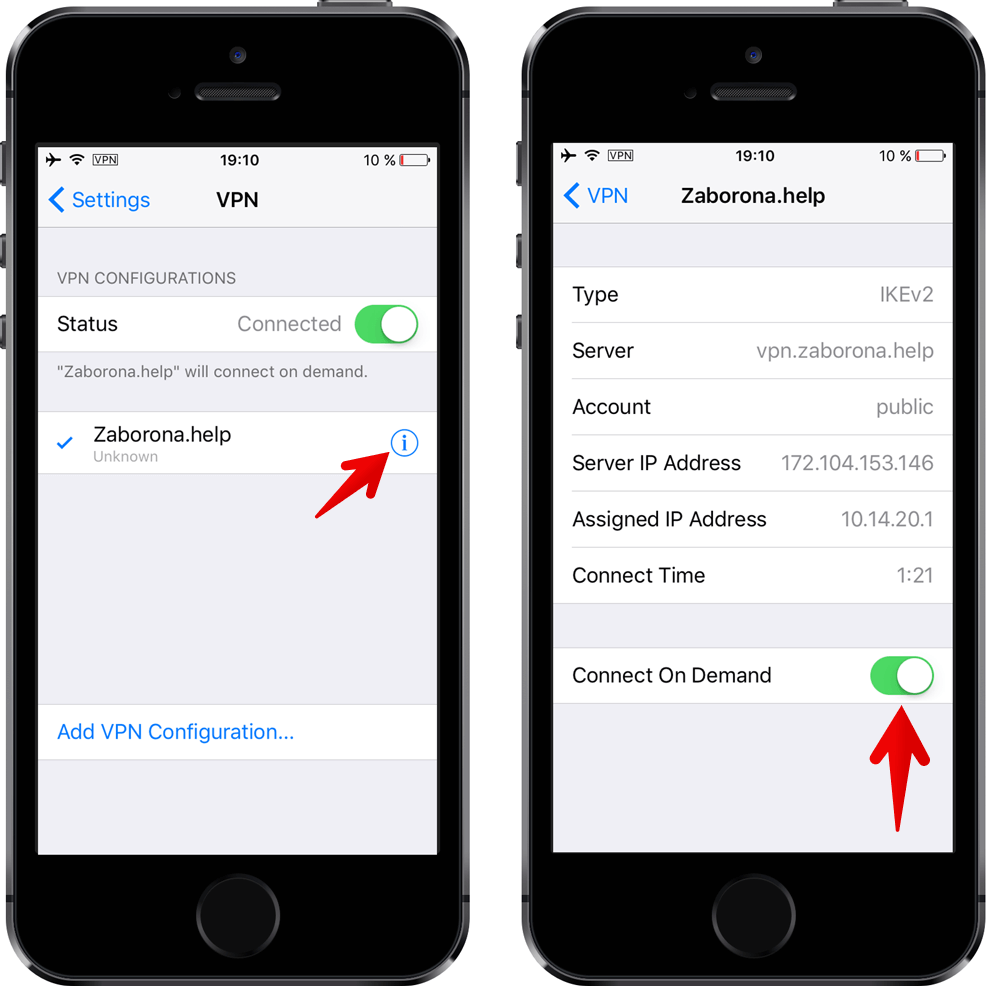 VPN
19:10
10 %
Settings
VPN
VPN CONFIGURATIONS
Status
Connected
"Zaborona.help" will connect on demand.
Zaborona.help
Unknown
Add VPN Configuration...
VPN
19:10
10 %
VPN
Zaborona.help
Type
IKEv2
Server
vpn.zaborona.help
Account
public
Server IP Address
172.104.153.146
Assigned IP Address
10.14.20.1
Connect Time
1:21
Connect On Demand